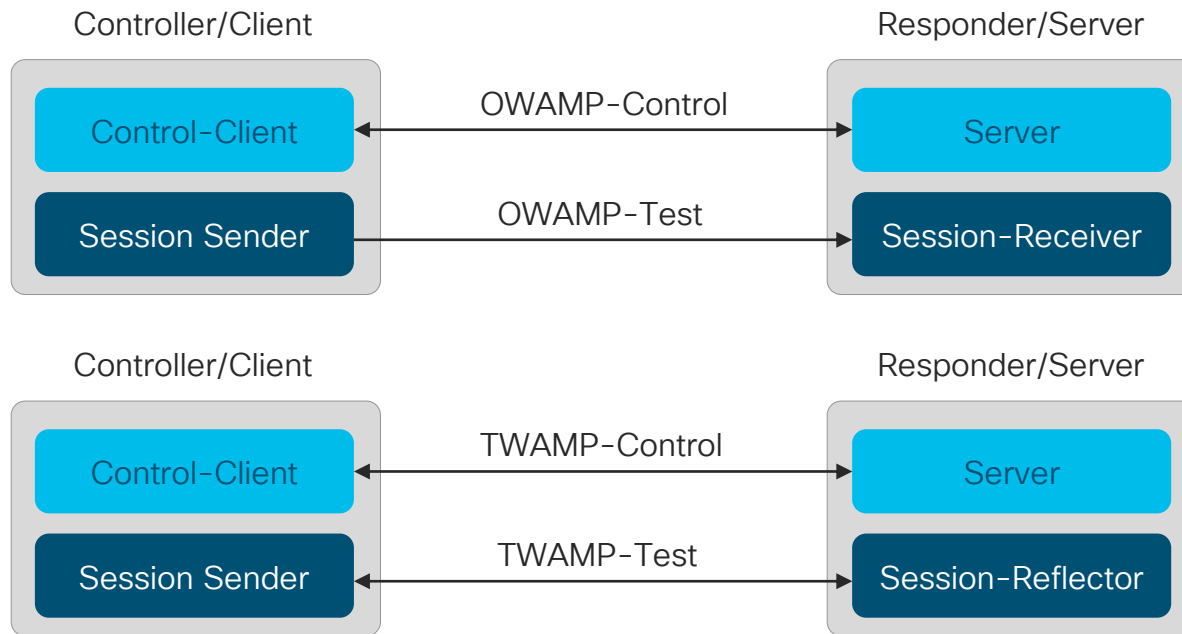 Controller/Client
Responder/Server
Control-Client
OWAMP-Control
Server
Session Sender
OWAMP-Test
Session-Receiver
Controller/Client
Responder/Server
Control-Client
TWAMP-Control
Server
Session Sender
TWAMP-Test
Session-Reflector